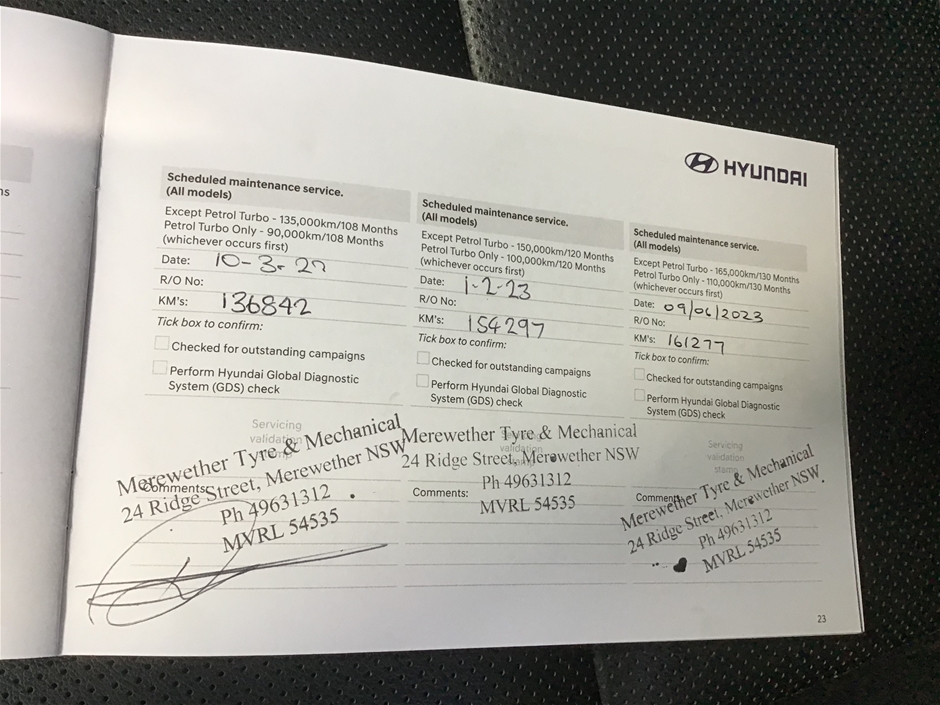 HYUNDAI
Scheduled maintenance service.
(All models)
Except Petrol Turbo - 135,000km/108 Months
Petrol Turbo Only - 90,000km/108 Months
(whichever occurs first)
Date: 10-3-22
R/O No:
KM's: 136842
Tick box to confirm:
Checked for outstanding campaigns
Perform Hyundai Global Diagnostic
System (GDS) check
Servicing
validation
Merewether Tyre & Mechanical
24 Ridge Street, Merewether NSW
Ph 49631312
MVRL 54535
Comments:
Scheduled maintenance service.
(All models)
Except Petrol Turbo - 150,000km/120 Months
Petrol Turbo Only - 100,000km/120 Months
(whichever occurs first)
Date: 1-2-23
R/O No:
KM's: 154297
Tick box to confirm:
Checked for outstanding campaigns
Perform Hyundai Global Diagnostic
System (GDS) check
validation
Merewether Tyre & Mechanical
24 Ridge Street, Merewether NSW
Ph 49631312
MVRL 54535
Comments:
Scheduled maintenance service.
(All models)
Except Petrol Turbo - 165,000km/130 Months
Petrol Turbo Only - 110,000km/130 Months
(whichever occurs first)
Date: 09/06/2023
R/O No:
KM's: 161277
Tick box to confirm:
Checked for outstanding campaigns
Perform Hyundai Global Diagnostic
System (GDS) check
Servicing
validation
stamp
Comments
Merewether Tyre & Mechanical
24 Ridge Street, Merewether NSW
Ph 49631312
MVRL 54535
23